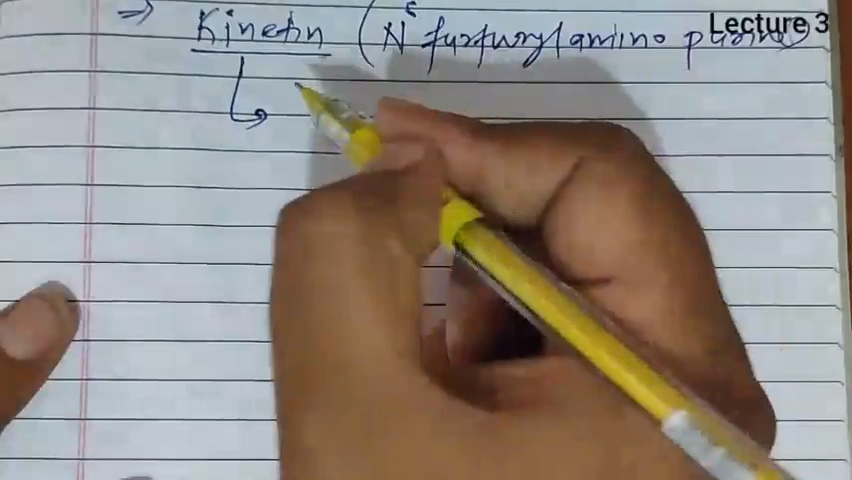 → Kinetin (N⁶ furfurylamino purine)
Lecture 3